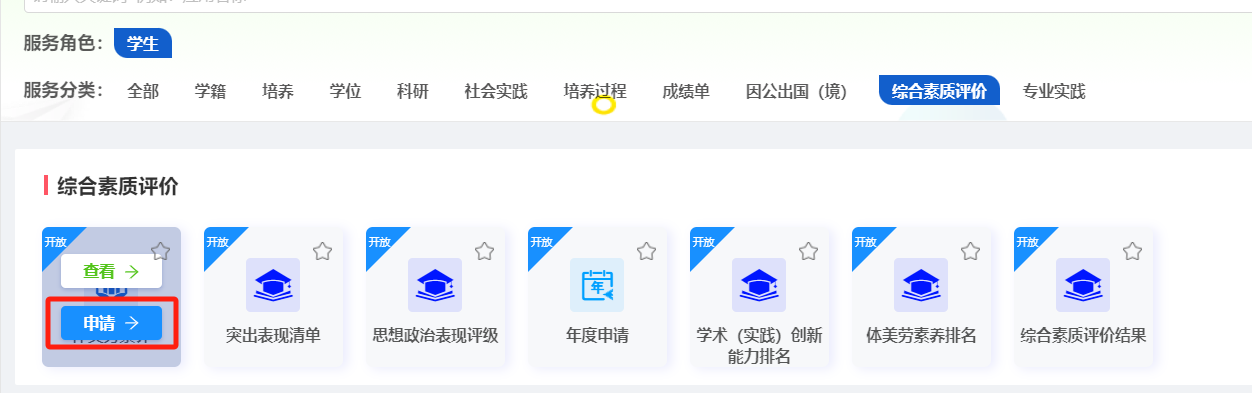 服务角色： 学生
服务分类： 全部 学籍 培养 学位 科研 社会实践 培养过程 成绩单 因公出国（境） 综合素质评价 专业实践
综合素质评价
开放 开放 开放 开放 开放 开放 开放
查看 →
申请 →
突出表现清单 思想政治表现评级 年 年度申请 学术（实践）创新 体美劳素养排名 综合素质评价结果
能力排名